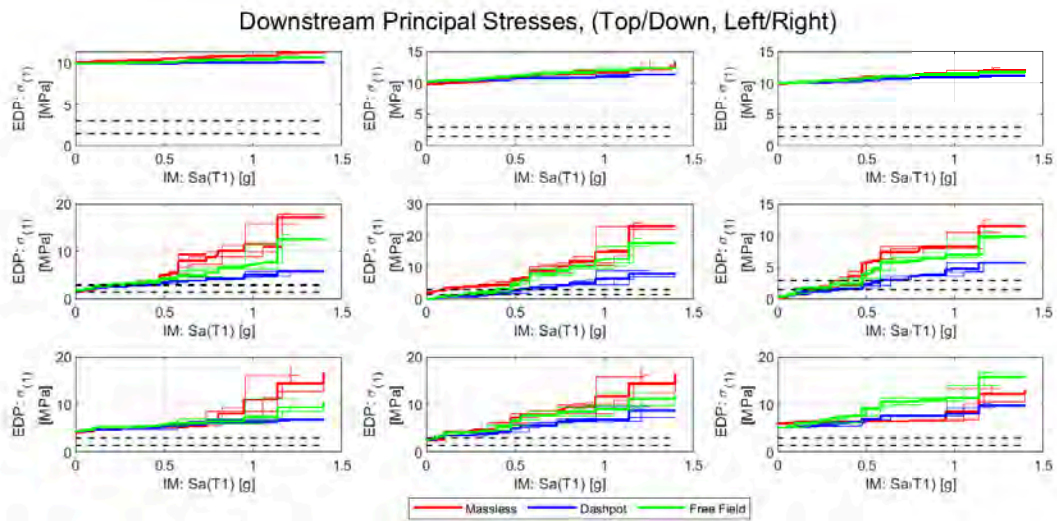 Downstream Principal Stresses, (Top/Down, Left/Right)
EDP: σ(1)
[MPa]
10
5
0
0 0.5 1 1.5
IM: Sa(T1) [g]
EDP: σ(1)
[MPa]
15
10
5
0
0 0.5 1 1.5
IM: Sa(T1) [g]
EDP: σ(1)
[MPa]
15
10
5
0
0 0.5 1 1.5
IM: Sa(T1) [g]
EDP: σ(1)
[MPa]
20
10
0
0 0.5 1 1.5
IM: Sa(T1) [g]
EDP: σ(1)
[MPa]
30
20
10
0
0 0.5 1 1.5
IM: Sa(T1) [g]
EDP: σ(1)
[MPa]
15
10
5
0
0 0.5 1 1.5
IM: Sa(T1) [g]
EDP: σ(1)
[MPa]
20
10
0
0 0.5 1 1.5
IM: Sa(T1) [g]
EDP: σ(1)
[MPa]
20
10
0
0 0.5 1 1.5
IM: Sa(T1) [g]
EDP: σ(1)
[MPa]
20
10
0
0 0.5 1 1.5
IM: Sa(T1) [g]
Massless Dashpot Free Field